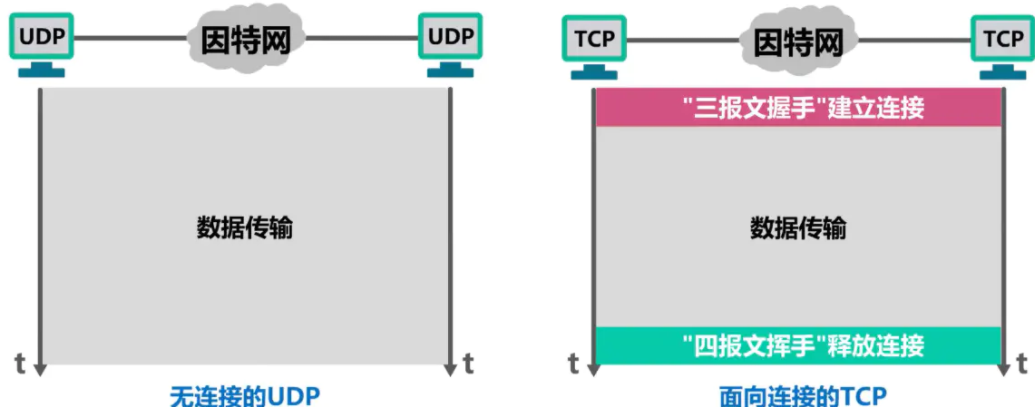 UDP
因特网
UDP
数据传输
t
t
无连接的UDP
TCP
因特网
TCP
"三报文握手"建立连接
数据传输
"四报文挥手"释放连接
t
t
面向连接的TCP